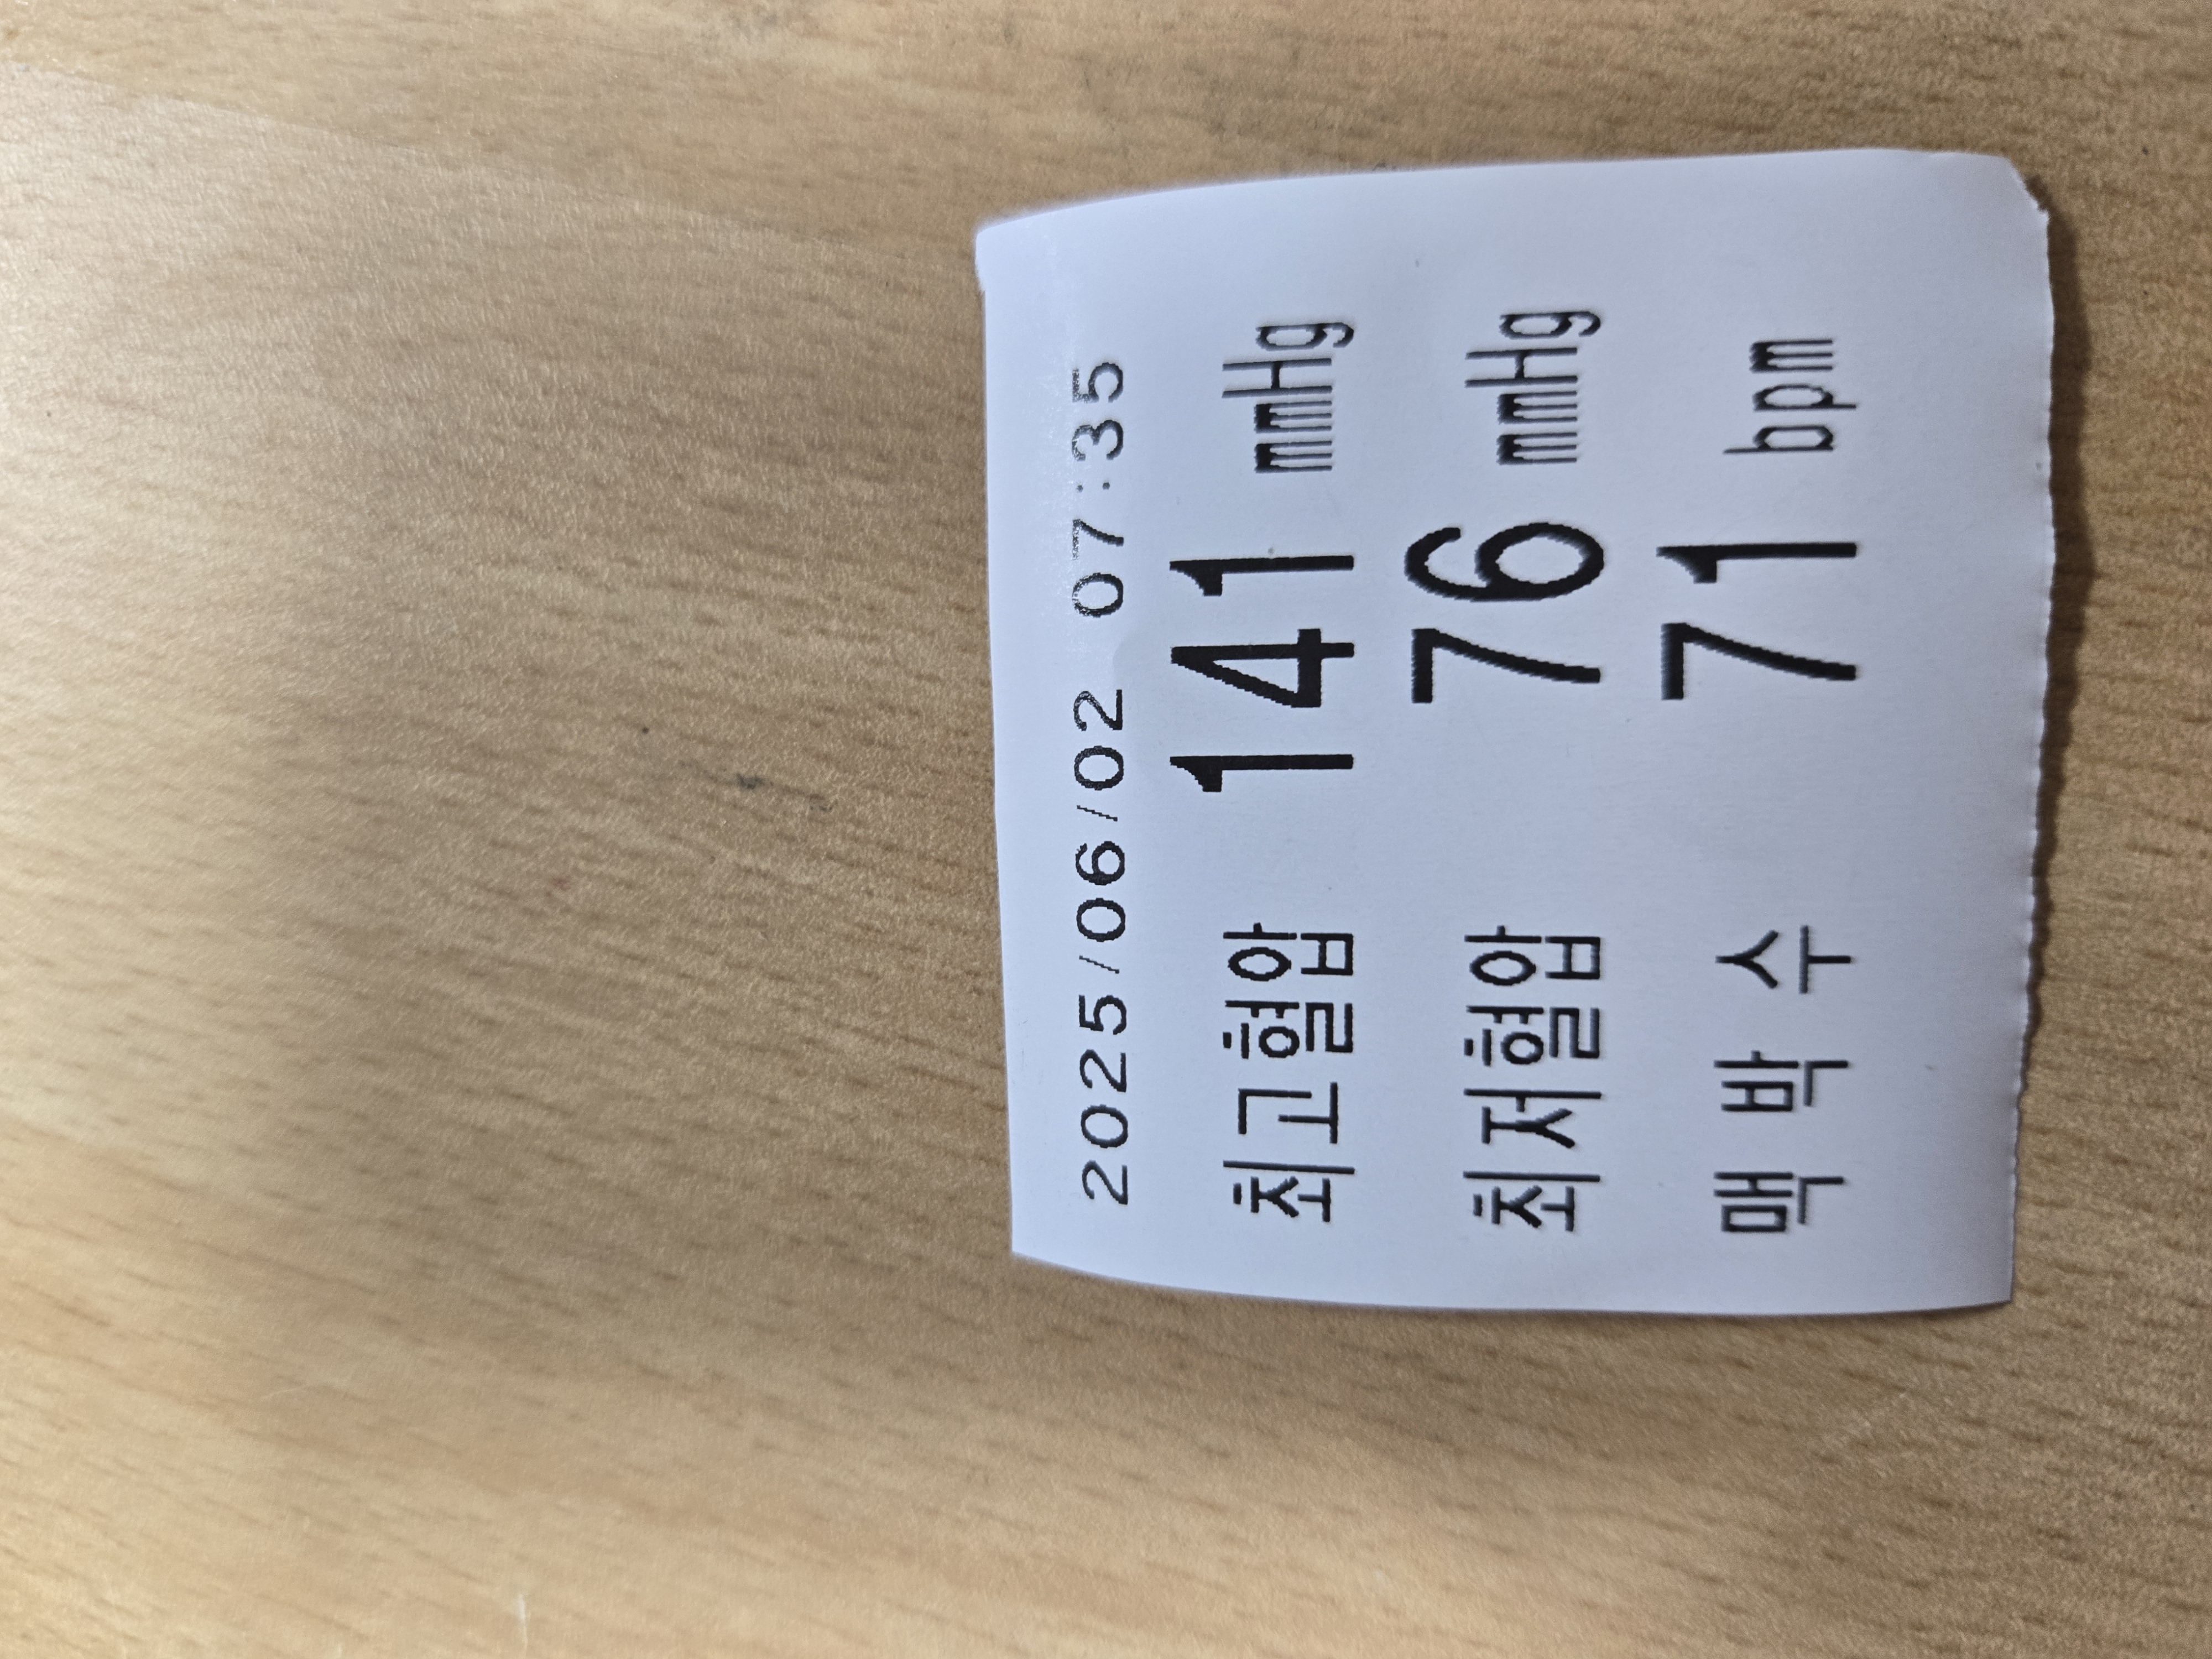 2025/06/02 07:35
최고혈압 141 mmHg
최저혈압 76 mmHg
맥 박 수 71 bpm